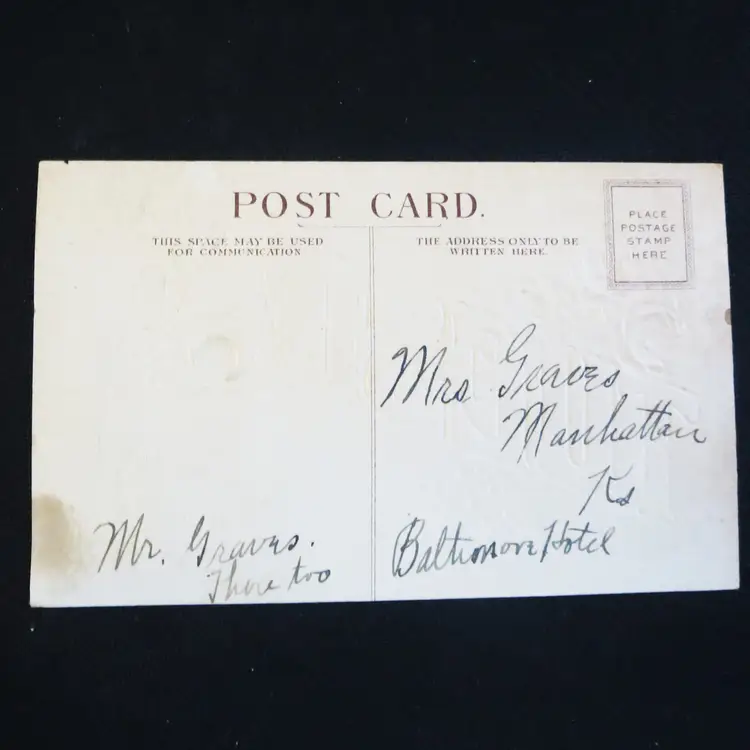 POST CARD.
THIS SPACE MAY BE USED
FOR COMMUNICATION
THE ADDRESS ONLY TO BE
WRITTEN HERE.
PLACE
POSTAGE
STAMP
HERE
Mrs Graves
Manhattan
Ks
Baltimore Hotel
Mr. Graves.
There too